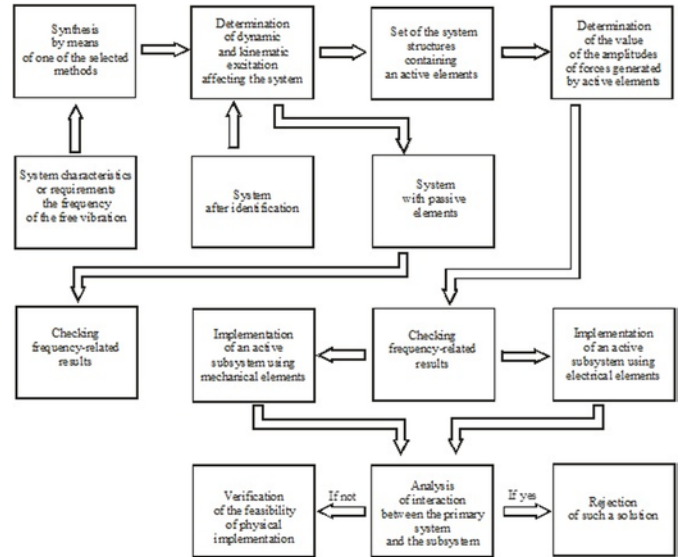 Synthesis
by means
of one of the selected
methods
Determination
of dynamic
and kinematic
excitation
affecting the system
Set of the system
structures
containing
an active elements
Determination
of the value
of the amplitudes
of forces generated
by active elements
System characteristics
or requirements
the frequency
of the free vibration
System
after identification
System
with passive
elements
Checking
frequency-related
results
Implementation
of an active
subsystem using
mechanical elements
Checking
frequency-related
results
Implementation
of an active
subsystem using
electrical elements
Verification
of the feasibility
of physical
implementation
If not
Analysis
of interaction
between the primary
system
and the subsystem
If yes
Rejection
of such a solution